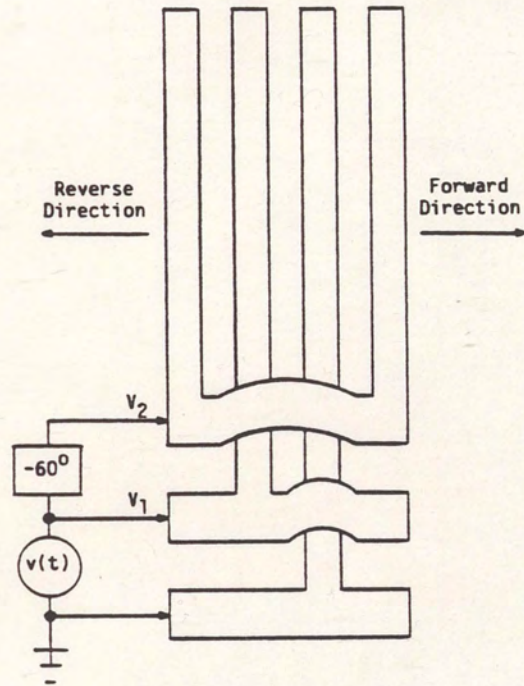 Reverse
Direction
Forward
Direction
V2
-60°
V1
v(t)